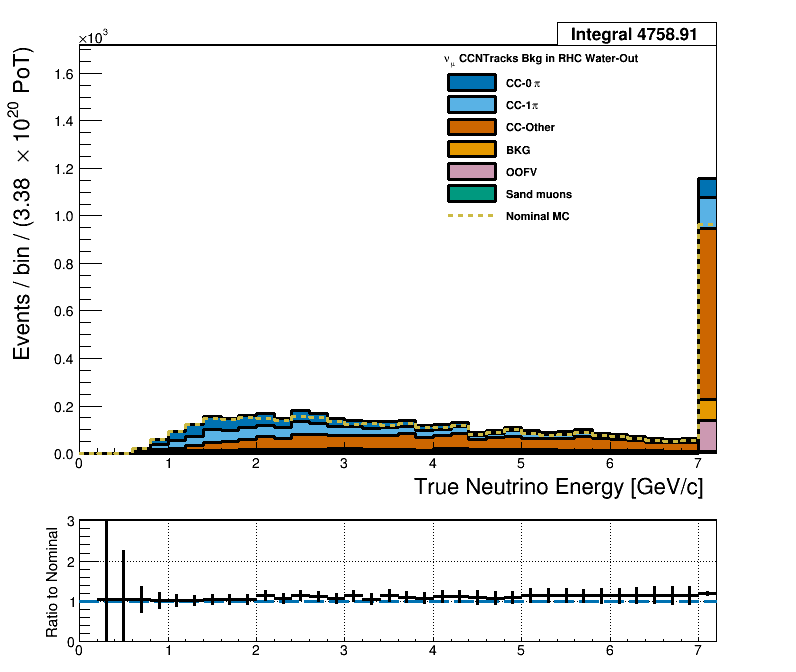 Integral 4758.91
×10³
Events / bin / (3.38 × 10²⁰ PoT)
1.6
1.4
1.2
1.0
0.8
0.6
0.4
0.2
0.0
ν_μ CCNTracks Bkg in RHC Water-Out
CC-0 π
CC-1π
CC-Other
BKG
OOFV
Sand muons
Nominal MC
0 1 2 3 4 5 6 7
True Neutrino Energy [GeV/c]
Ratio to Nominal
3
2
1
0
0 1 2 3 4 5 6 7